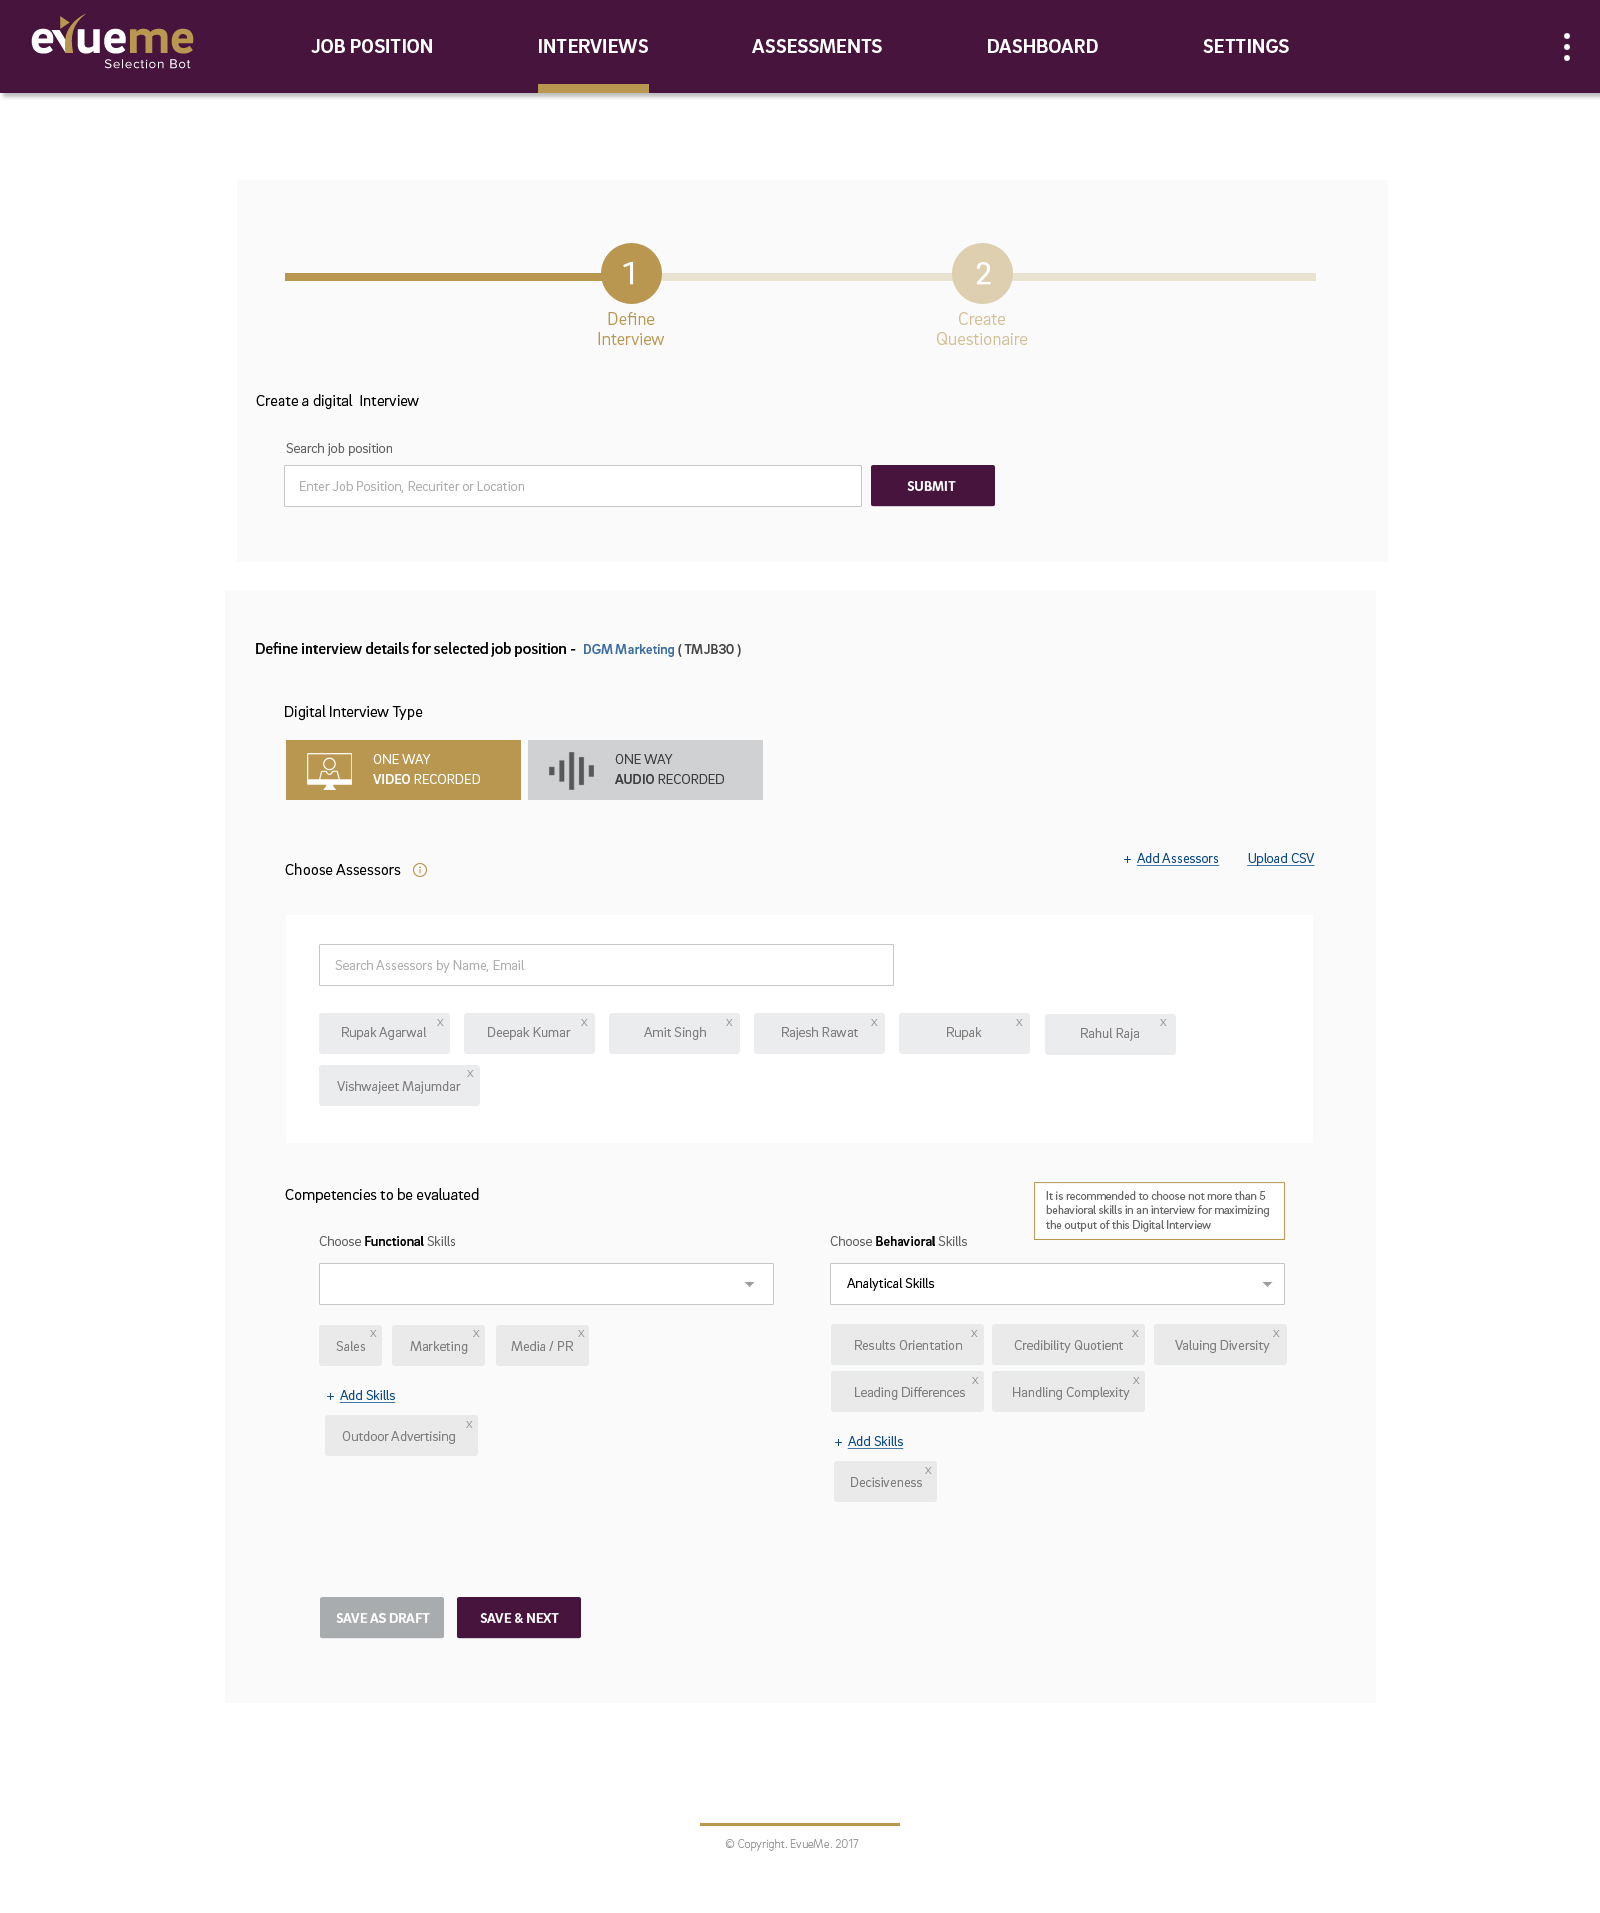 evueme
Selection Bot
JOB POSITION
INTERVIEWS
ASSESSMENTS
DASHBOARD
SETTINGS
1
Define
Interview
2
Create
Questionaire
Create a digital Interview
Search job position
Enter Job Position, Recuriter or Location
SUBMIT
Define interview details for selected job position - DGM Marketing ( TMJB30 )
Digital Interview Type
ONE WAY
VIDEO RECORDED
ONE WAY
AUDIO RECORDED
Choose Assessors i
+ Add Assessors
Upload CSV
Search Assessors by Name, Email
Rupak Agarwal X
Deepak Kumar X
Amit Singh X
Rajesh Rawat X
Rupak X
Rahul Raja X
Vishwajeet Majumdar X
Competencies to be evaluated
It is recommended to choose not more than 5
behavioral skills in an interview for maximizing
the output of this Digital Interview
Choose Functional Skills
Sales X
Marketing X
Media / PR X
+ Add Skills
Outdoor Advertising X
Choose Behavioral Skills
Analytical Skills
Results Orientation X
Credibility Quotient X
Valuing Diversity X
Leading Differences X
Handling Complexity X
+ Add Skills
Decisiveness X
SAVE AS DRAFT
SAVE & NEXT
© Copyright. EvueMe. 2017